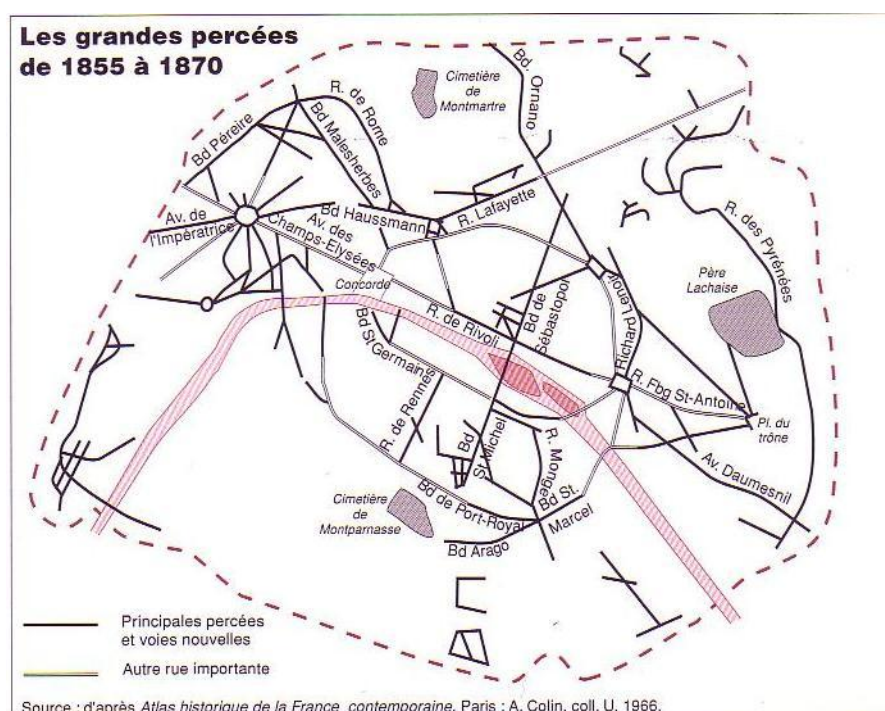 Les grandes percées
de 1855 à 1870
Cimetière
de
Montmartre
Bd. Ornano
R. de Rome
Bd Péreire
Bd Malesherbes
R. Lafayette
Bd Haussmann
Av. de
l'Impératrice
Av. des
Champs-Elysées
Concorde
R. des Pyrénées
Père
Lachaise
R. de Rivoli
Bd de
Sébastopol
Richard Lenoir
Bd St Germain
R. de Rennes
R. Fbg St-Antoine
Pl. du
trône
Bd
St Michel
R. Monge
Av. Daumesnil
Cimetière
de
Montparnasse
Bd de Port-Royal
Bd St.
Marcel
Bd Arago
Principales percées
et voies nouvelles
Autre rue importante
Source : d'après Atlas historique de la France contemporaine, Paris : A. Colin, coll. U, 1966.